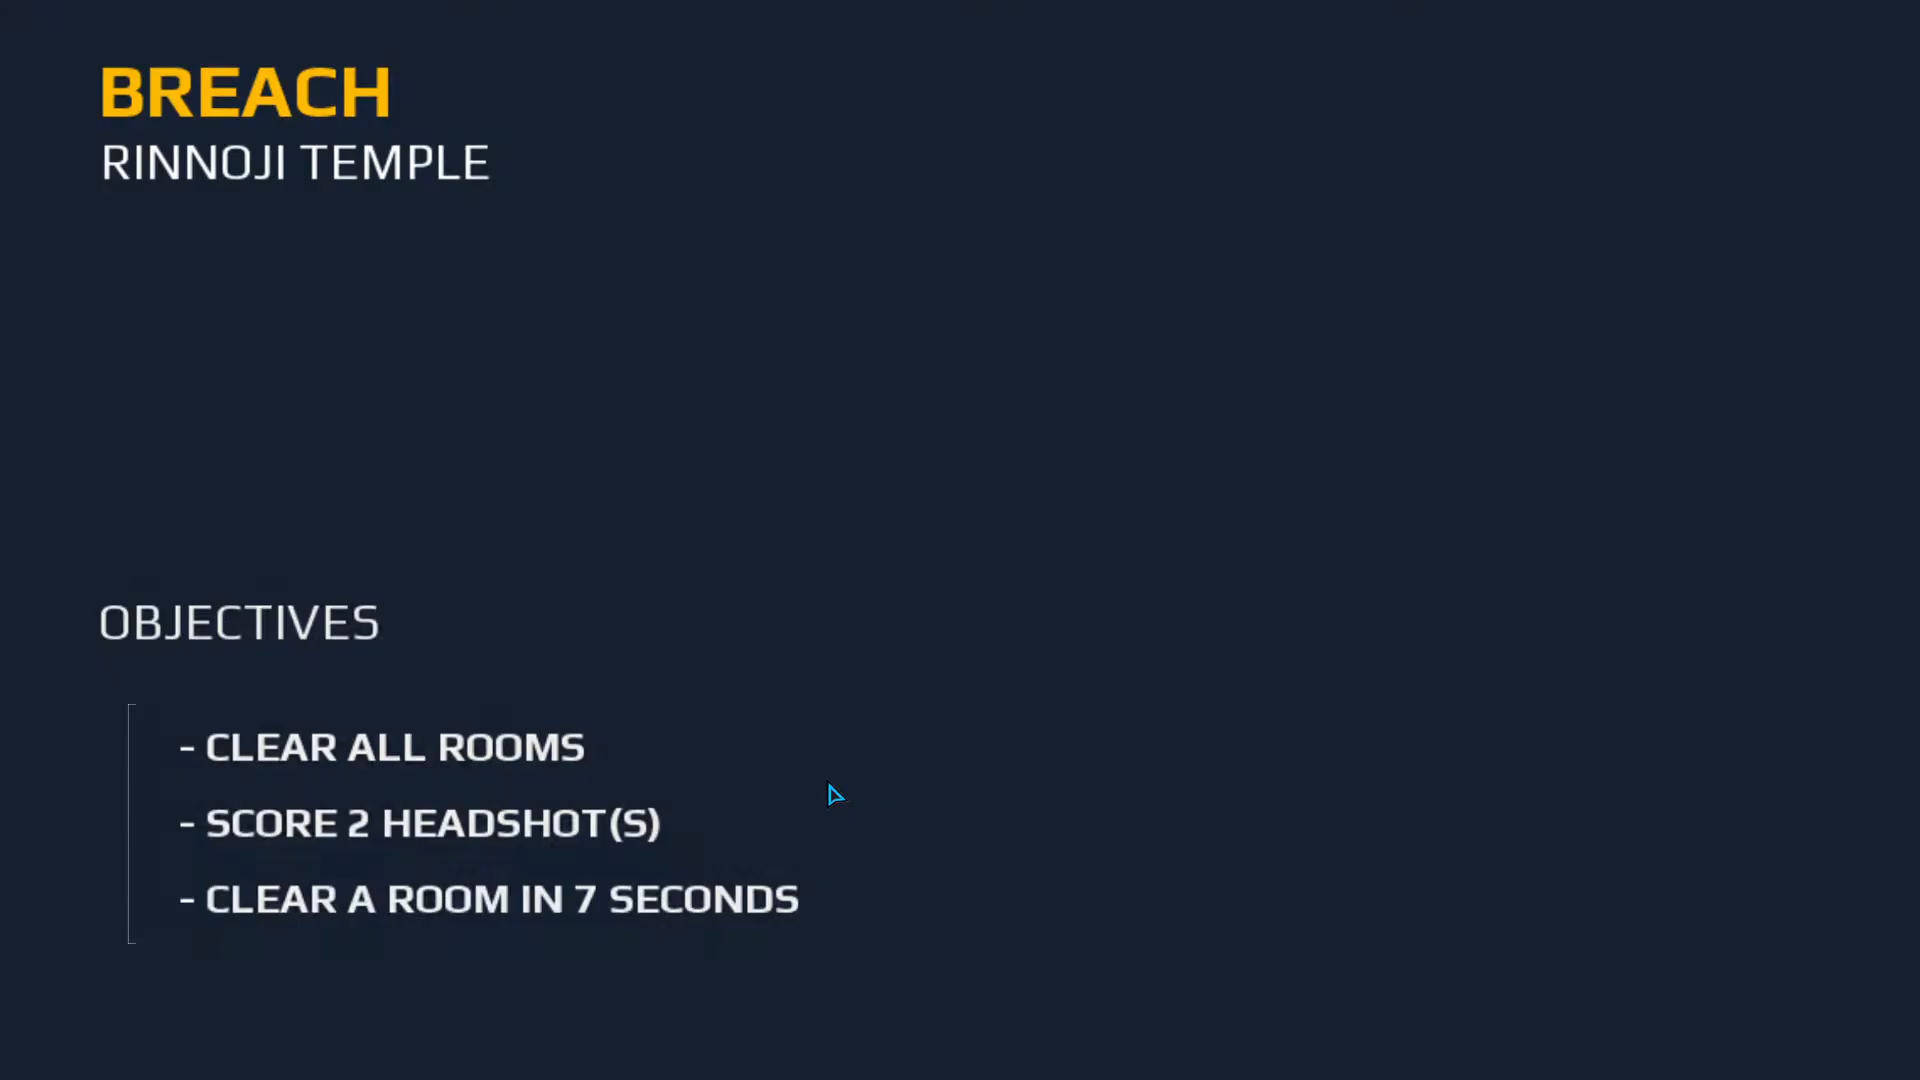 BREACH
RINNOJI TEMPLE
OBJECTIVES
- CLEAR ALL ROOMS
- SCORE 2 HEADSHOT(S)
- CLEAR A ROOM IN 7 SECONDS